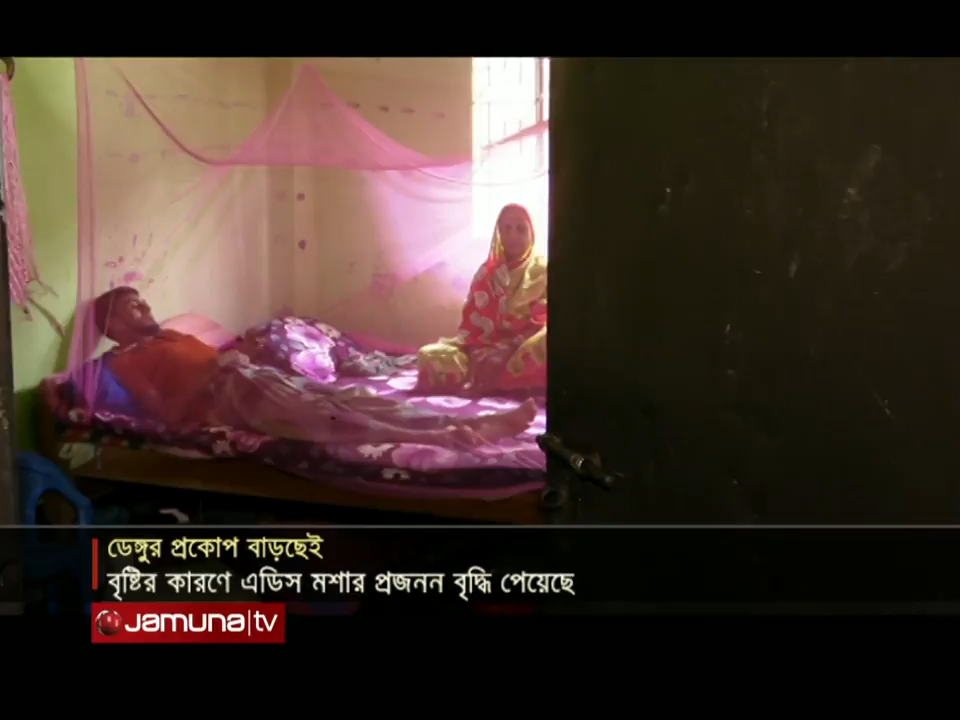 ডেঙ্গুর প্রকোপ বাড়ছেই
বৃষ্টির কারণে এডিস মশার প্রজনন বৃদ্ধি পেয়েছে
Jamuna|tv